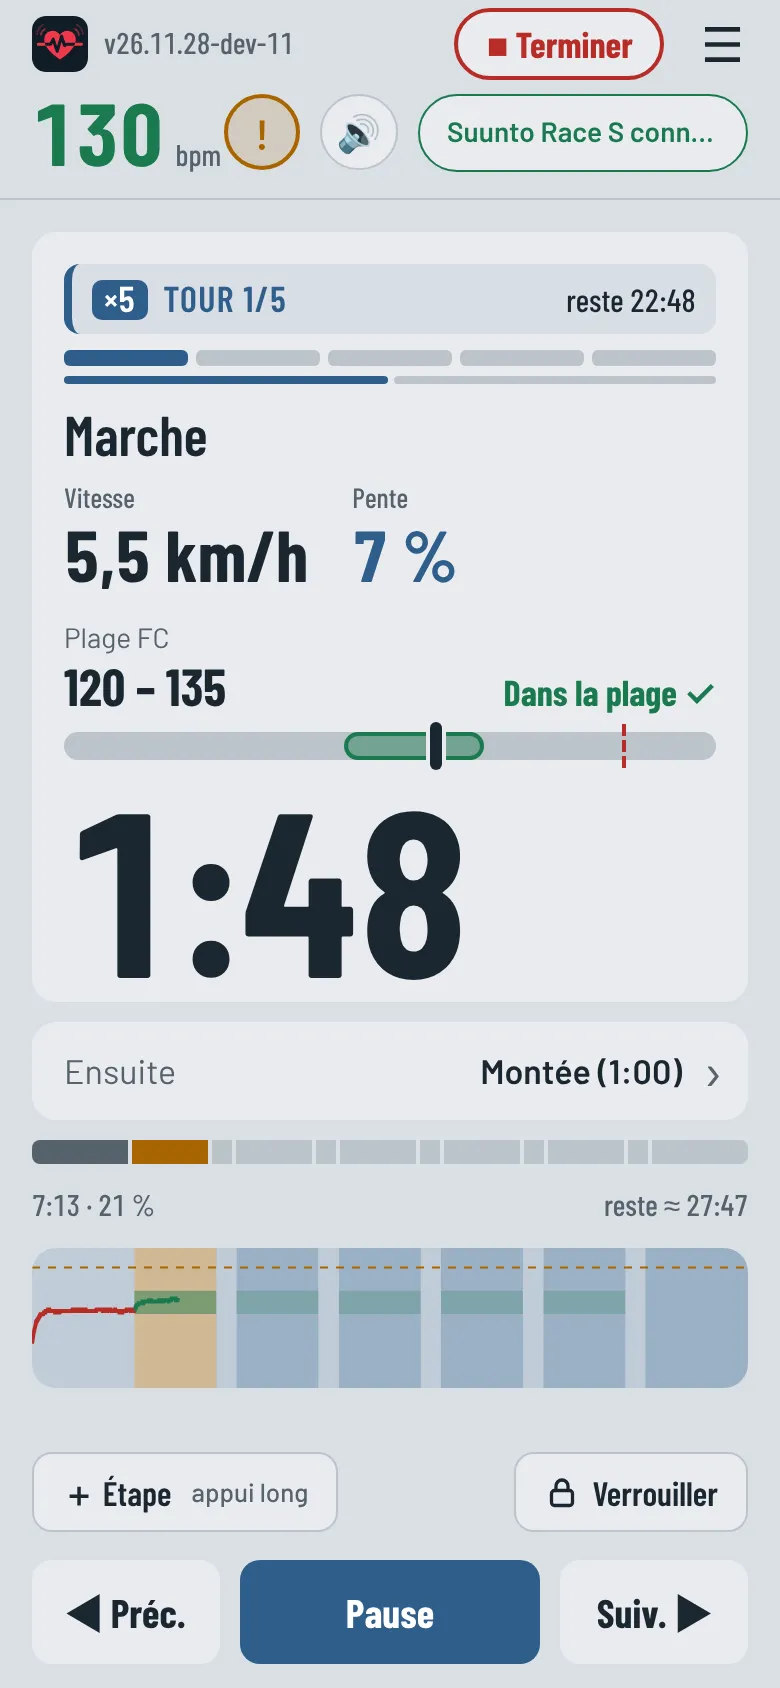 v26.11.28-dev-11
■ Terminer
130 bpm
!
Suunto Race S conn...
×5 TOUR 1/5
reste 22:48
Marche
Vitesse
Pente
5,5 km/h
7 %
Plage FC
120 – 135
Dans la plage ✓
1:48
Ensuite
Montée (1:00) ›
7:13 · 21 %
reste ≈ 27:47
+ Étape appui long
Verrouiller
◀ Préc.
Pause
Suiv. ▶